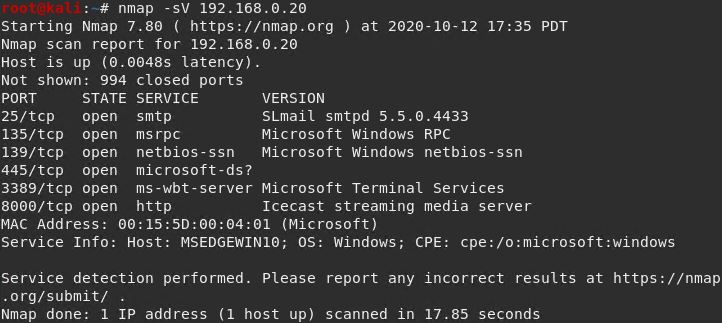 root@kali:~# nmap -sV 192.168.0.20
Starting Nmap 7.80 ( https://nmap.org ) at 2020-10-12 17:35 PDT
Nmap scan report for 192.168.0.20
Host is up (0.0048s latency).
Not shown: 994 closed ports
PORT     STATE SERVICE       VERSION
25/tcp   open  smtp          SLmail smtpd 5.5.0.4433
135/tcp  open  msrpc         Microsoft Windows RPC
139/tcp  open  netbios-ssn   Microsoft Windows netbios-ssn
445/tcp  open  microsoft-ds?
3389/tcp open  ms-wbt-server Microsoft Terminal Services
8000/tcp open  http          Icecast streaming media server
MAC Address: 00:15:5D:00:04:01 (Microsoft)
Service Info: Host: MSEDGEWIN10; OS: Windows; CPE: cpe:/o:microsoft:windows
Service detection performed. Please report any incorrect results at https://nmap
.org/submit/ .
Nmap done: 1 IP address (1 host up) scanned in 17.85 seconds